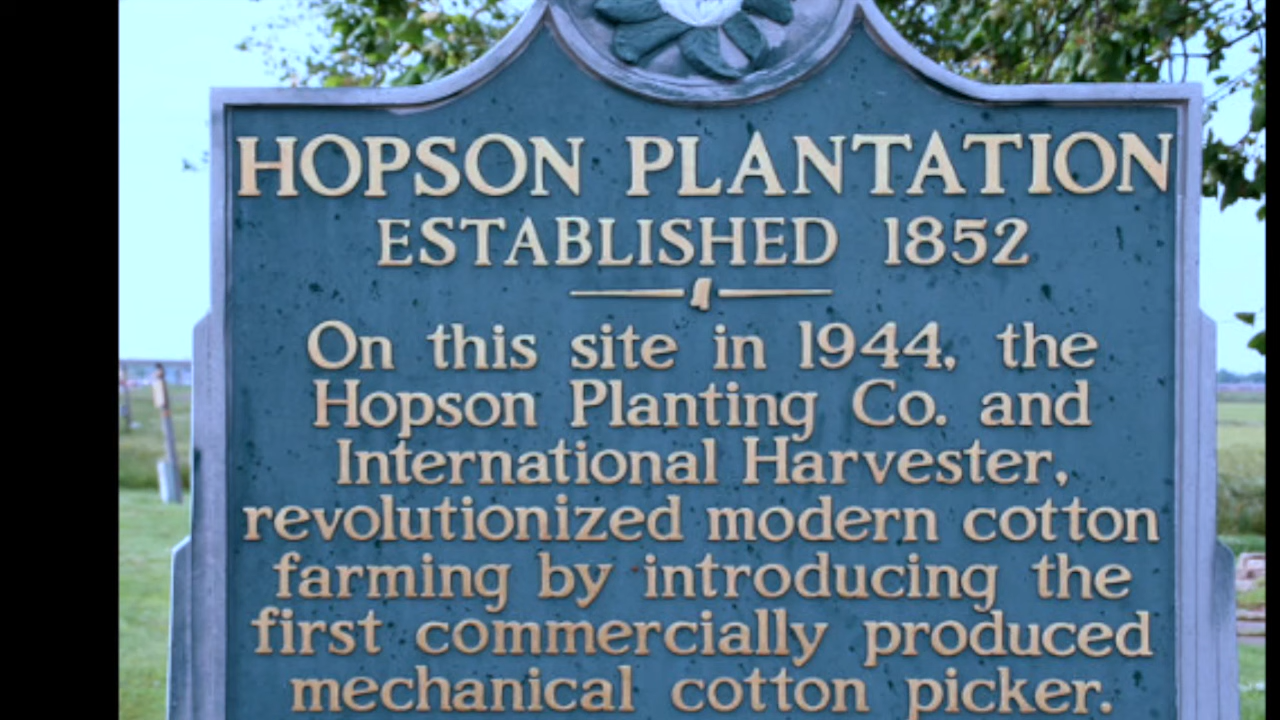 HOPSON PLANTATION
ESTABLISHED 1852
On this site in 1944, the
Hopson Planting Co. and
International Harvester,
revolutionized modern cotton
farming by introducing the
first commercially produced
mechanical cotton picker.